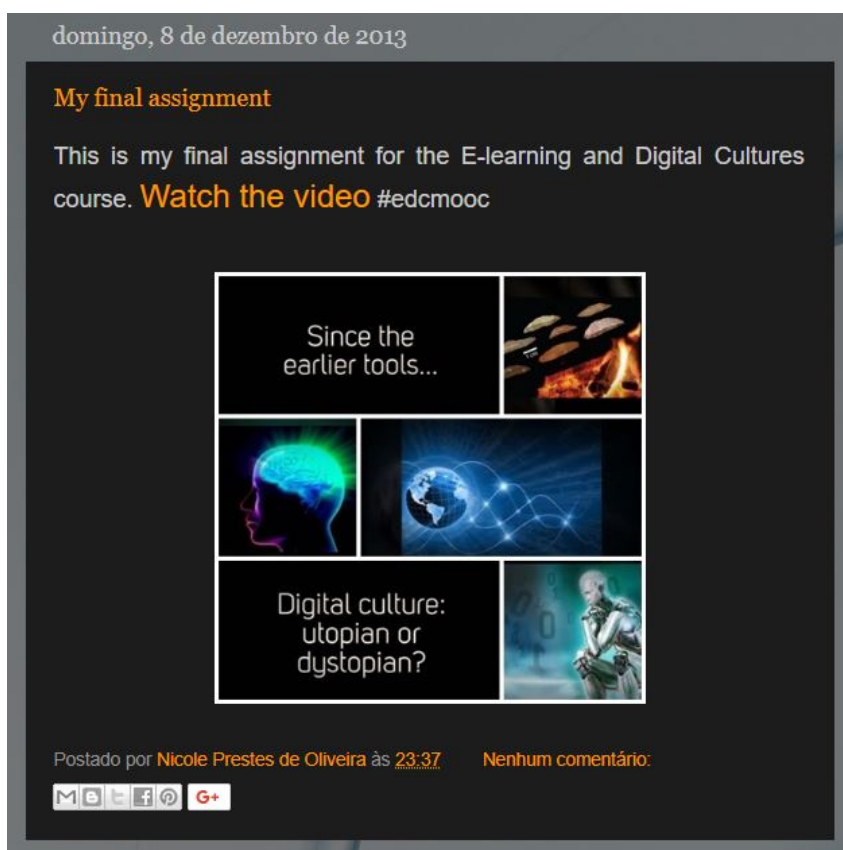 domingo, 8 de dezembro de 2013
My final assignment
This is my final assignment for the E-learning and Digital Cultures
course. Watch the video #edcmooc
Since the
earlier tools...
Digital culture:
utopian or
dystopian?
Postado por Nicole Prestes de Oliveira às 23:37 Nenhum comentário:
G+